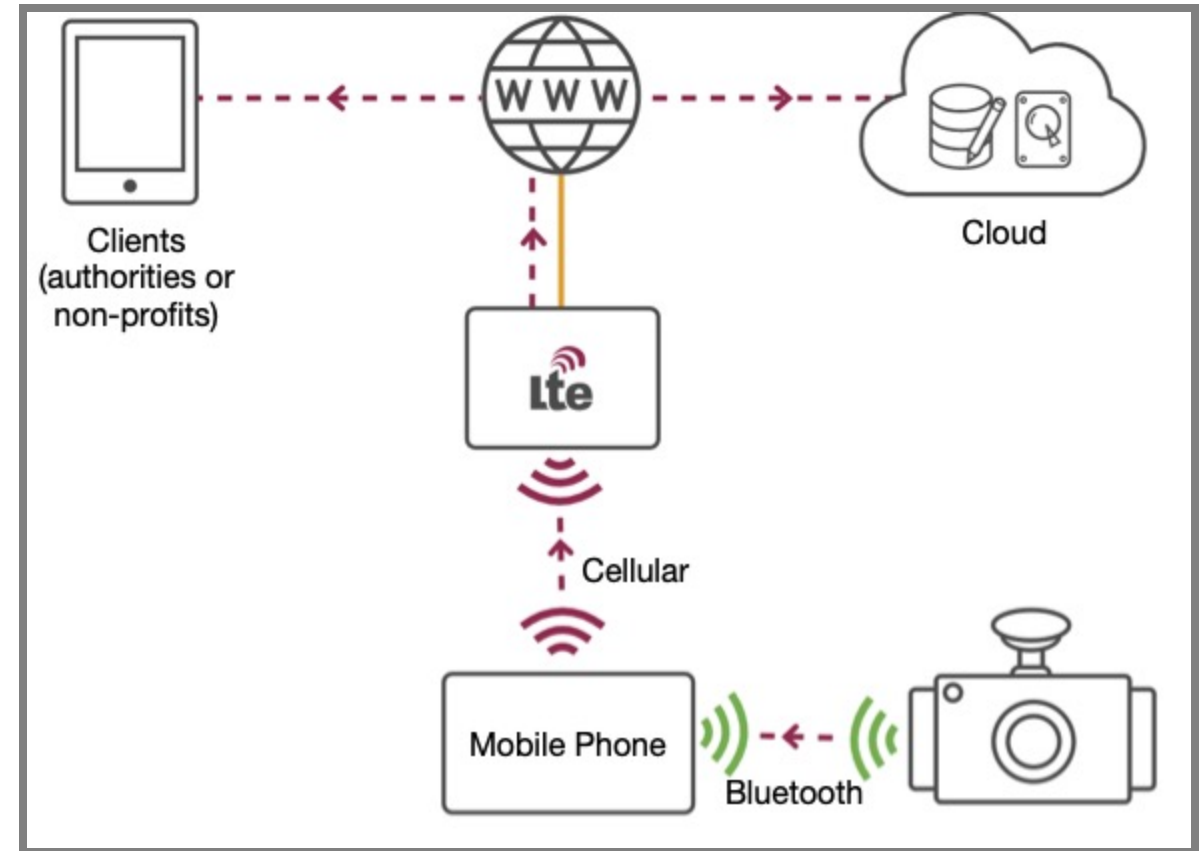 WWW
Clients
(authorities or
non-profits)
Cloud
Lte
Cellular
Mobile Phone
Bluetooth